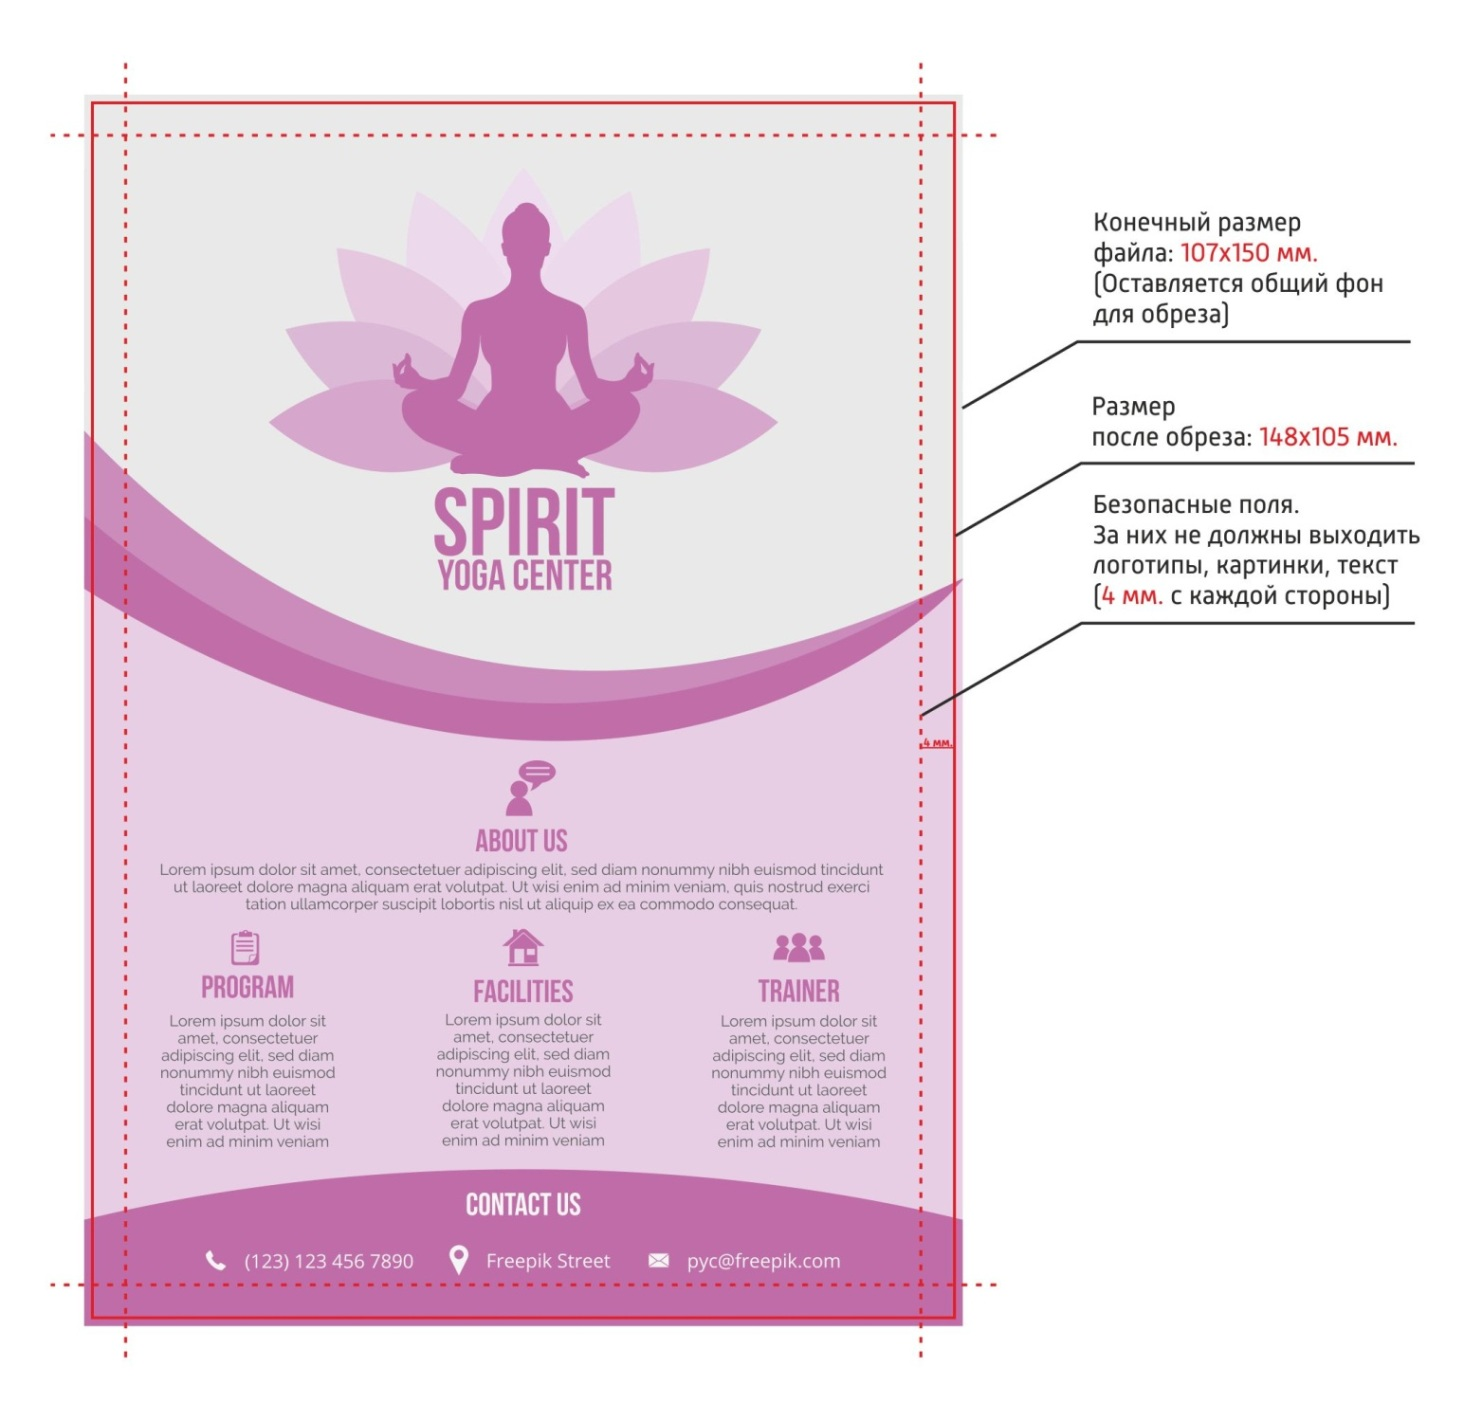 Конечный размер
файла: 107x150 мм.
(Оставляется общий фон
для обреза)
Размер
после обреза: 148x105 мм.
Безопасные поля.
За них не должны выходить
логотипы, картинки, текст
(4 мм. с каждой стороны)
SPIRIT
YOGA CENTER
4 мм.
ABOUT US
Lorem ipsum dolor sit amet, consectetuer adipiscing elit, sed diam nonummy nibh euismod tincidunt
ut laoreet dolore magna aliquam erat volutpat. Ut wisi enim ad minim veniam, quis nostrud exerci
tation ullamcorper suscipit lobortis nisl ut aliquip ex ea commodo consequat.
PROGRAM
Lorem ipsum dolor sit
amet, consectetuer
adipiscing elit, sed diam
nonummy nibh euismod
tincidunt ut laoreet
dolore magna aliquam
erat volutpat. Ut wisi
enim ad minim veniam
FACILITIES
Lorem ipsum dolor sit
amet, consectetuer
adipiscing elit, sed diam
nonummy nibh euismod
tincidunt ut laoreet
dolore magna aliquam
erat volutpat. Ut wisi
enim ad minim veniam
TRAINER
Lorem ipsum dolor sit
amet, consectetuer
adipiscing elit, sed diam
nonummy nibh euismod
tincidunt ut laoreet
dolore magna aliquam
erat volutpat. Ut wisi
enim ad minim veniam
CONTACT US
(123) 123 456 7890
Freepik Street
pyc@freepik.com